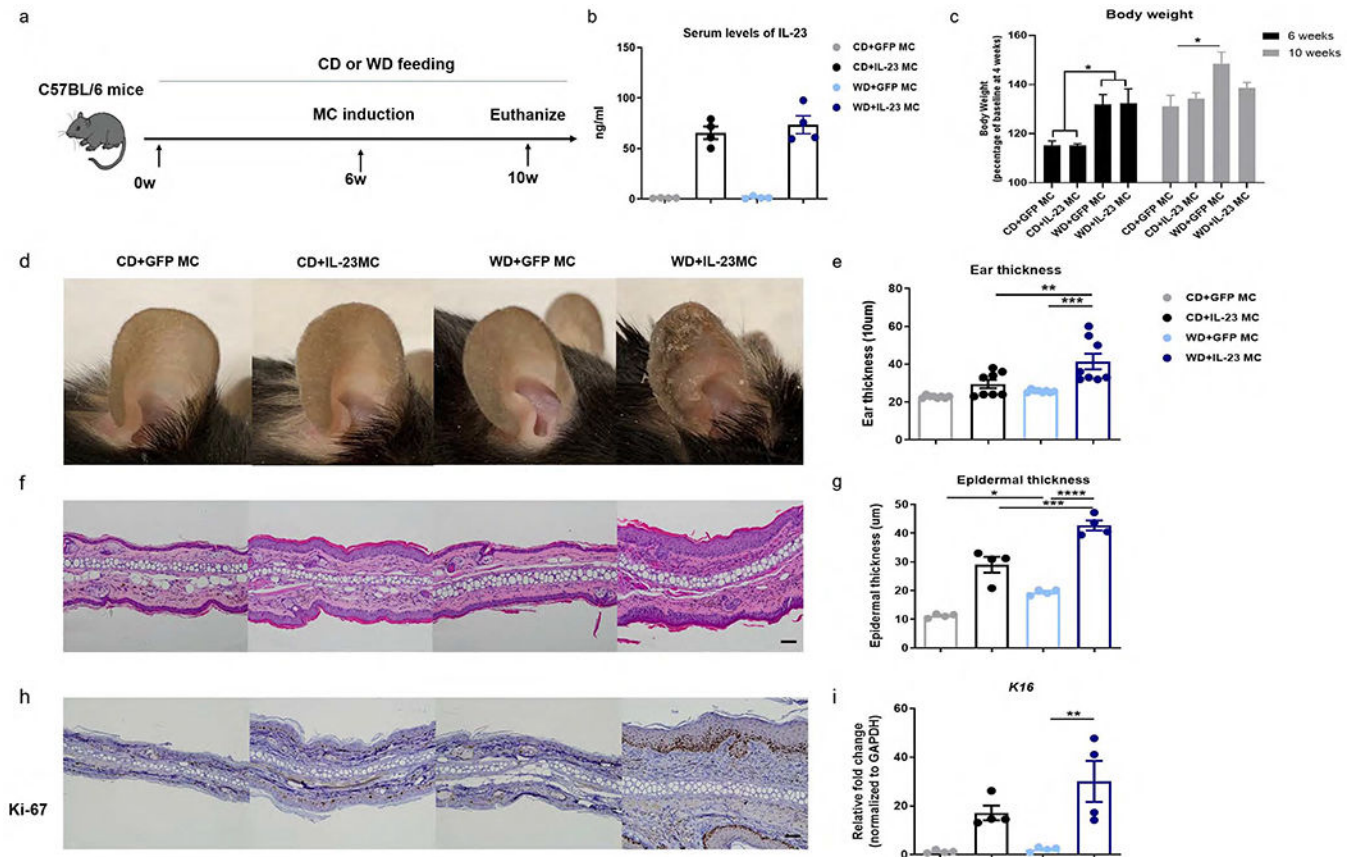 a
CD or WD feeding
C57BL/6 mice
MC induction
Euthanize
0w
6w
10w
b
Serum levels of IL-23
ng/ml
150
100
50
0
CD+GFP MC
CD+IL-23 MC
WD+GFP MC
WD+IL-23 MC
c
Body weight
6 weeks
10 weeks
Body Weight
(pecentage of baseline at 4 weeks)
160
140
120
100
*
*
CD+GFP MC
CD+IL-23 MC
WD+GFP MC
WD+IL-23 MC
CD+GFP MC
CD+IL-23 MC
WD+GFP MC
WD+IL-23 MC
d
CD+GFP MC
CD+IL-23MC
WD+GFP MC
WD+IL-23MC
e
Ear thickness
Ear thickness (10um)
80
60
40
20
0
**
***
CD+GFP MC
CD+IL-23 MC
WD+GFP MC
WD+IL-23 MC
f
g
Epidermal thickness
Epidermal thickness (um)
50
40
30
20
10
0
*
****
***
h
Ki-67
i
K16
Relative fold change
(normalized to GAPDH)
60
40
20
0
**